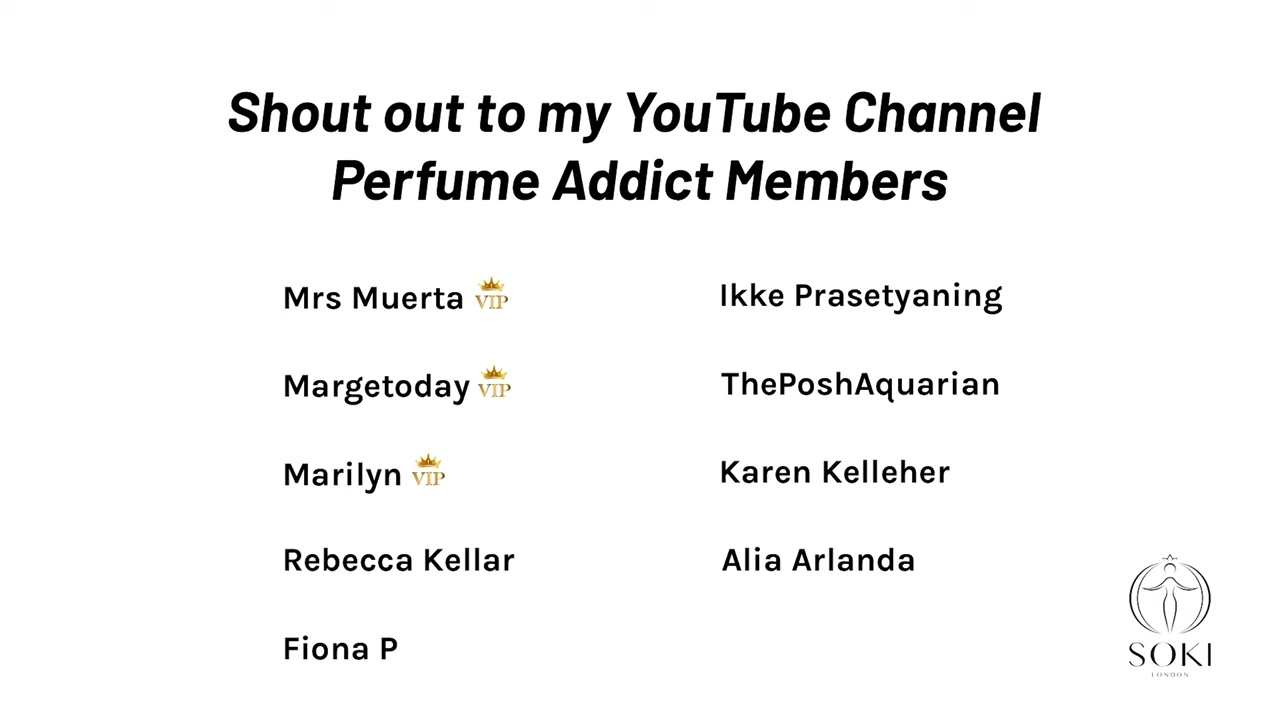 Shout out to my YouTube Channel
Perfume Addict Members
Mrs Muerta VIP
Margetoday VIP
Marilyn VIP
Rebecca Kellar
Fiona P
Ikke Prasetyaning
ThePoshAquarian
Karen Kelleher
Alia Arlanda
SOKI
LONDON